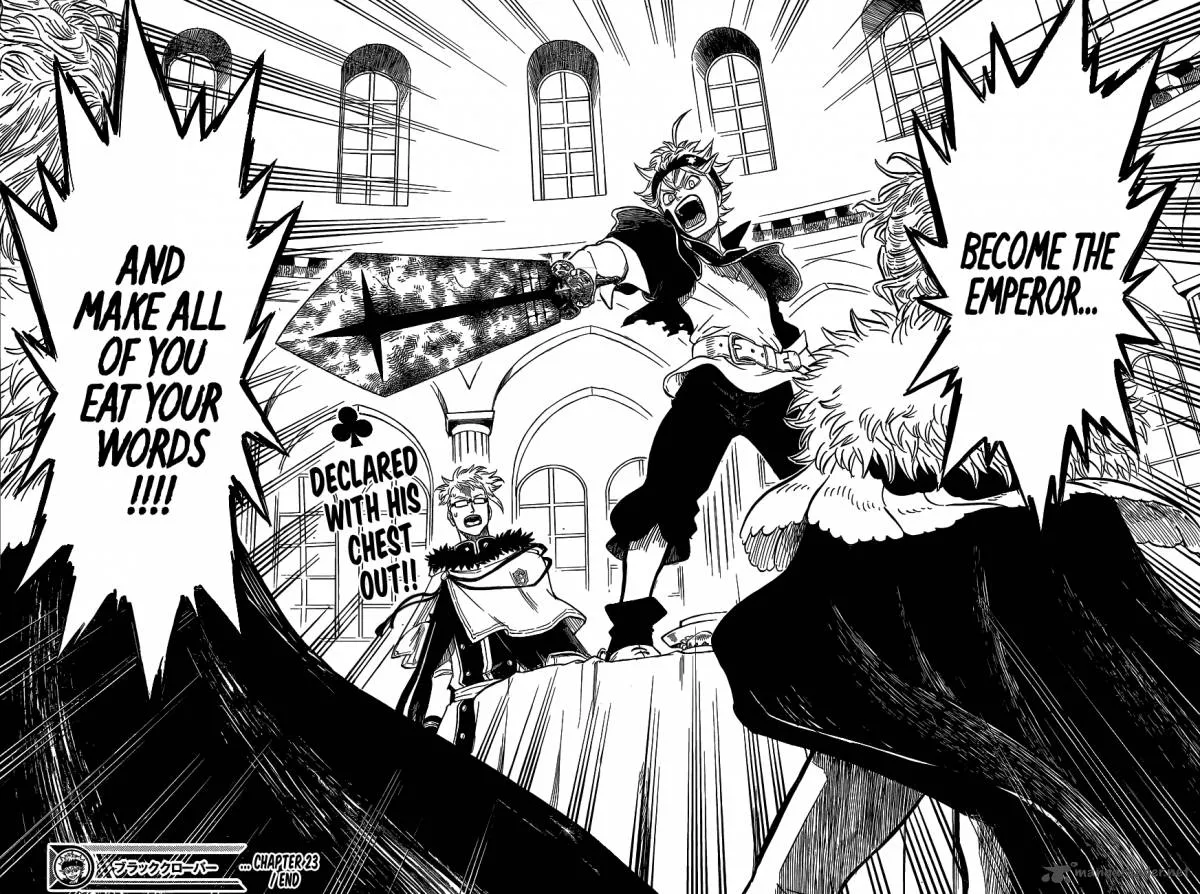 BECOME THE
EMPEROR...
AND
MAKE ALL
OF YOU
EAT YOUR
WORDS
!!!!
DECLARED
WITH HIS
CHEST
OUT!!
ブラッククローバー
... CHAPTER 23
/ END